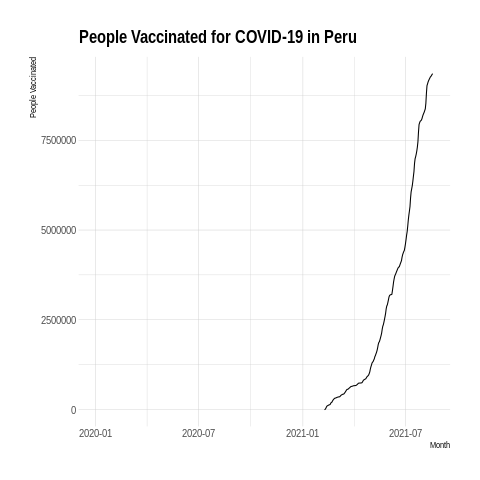 People Vaccinated for COVID-19 in Peru
People Vaccinated
7500000
5000000
2500000
0
2020-01 2020-07 2021-01 2021-07
Month